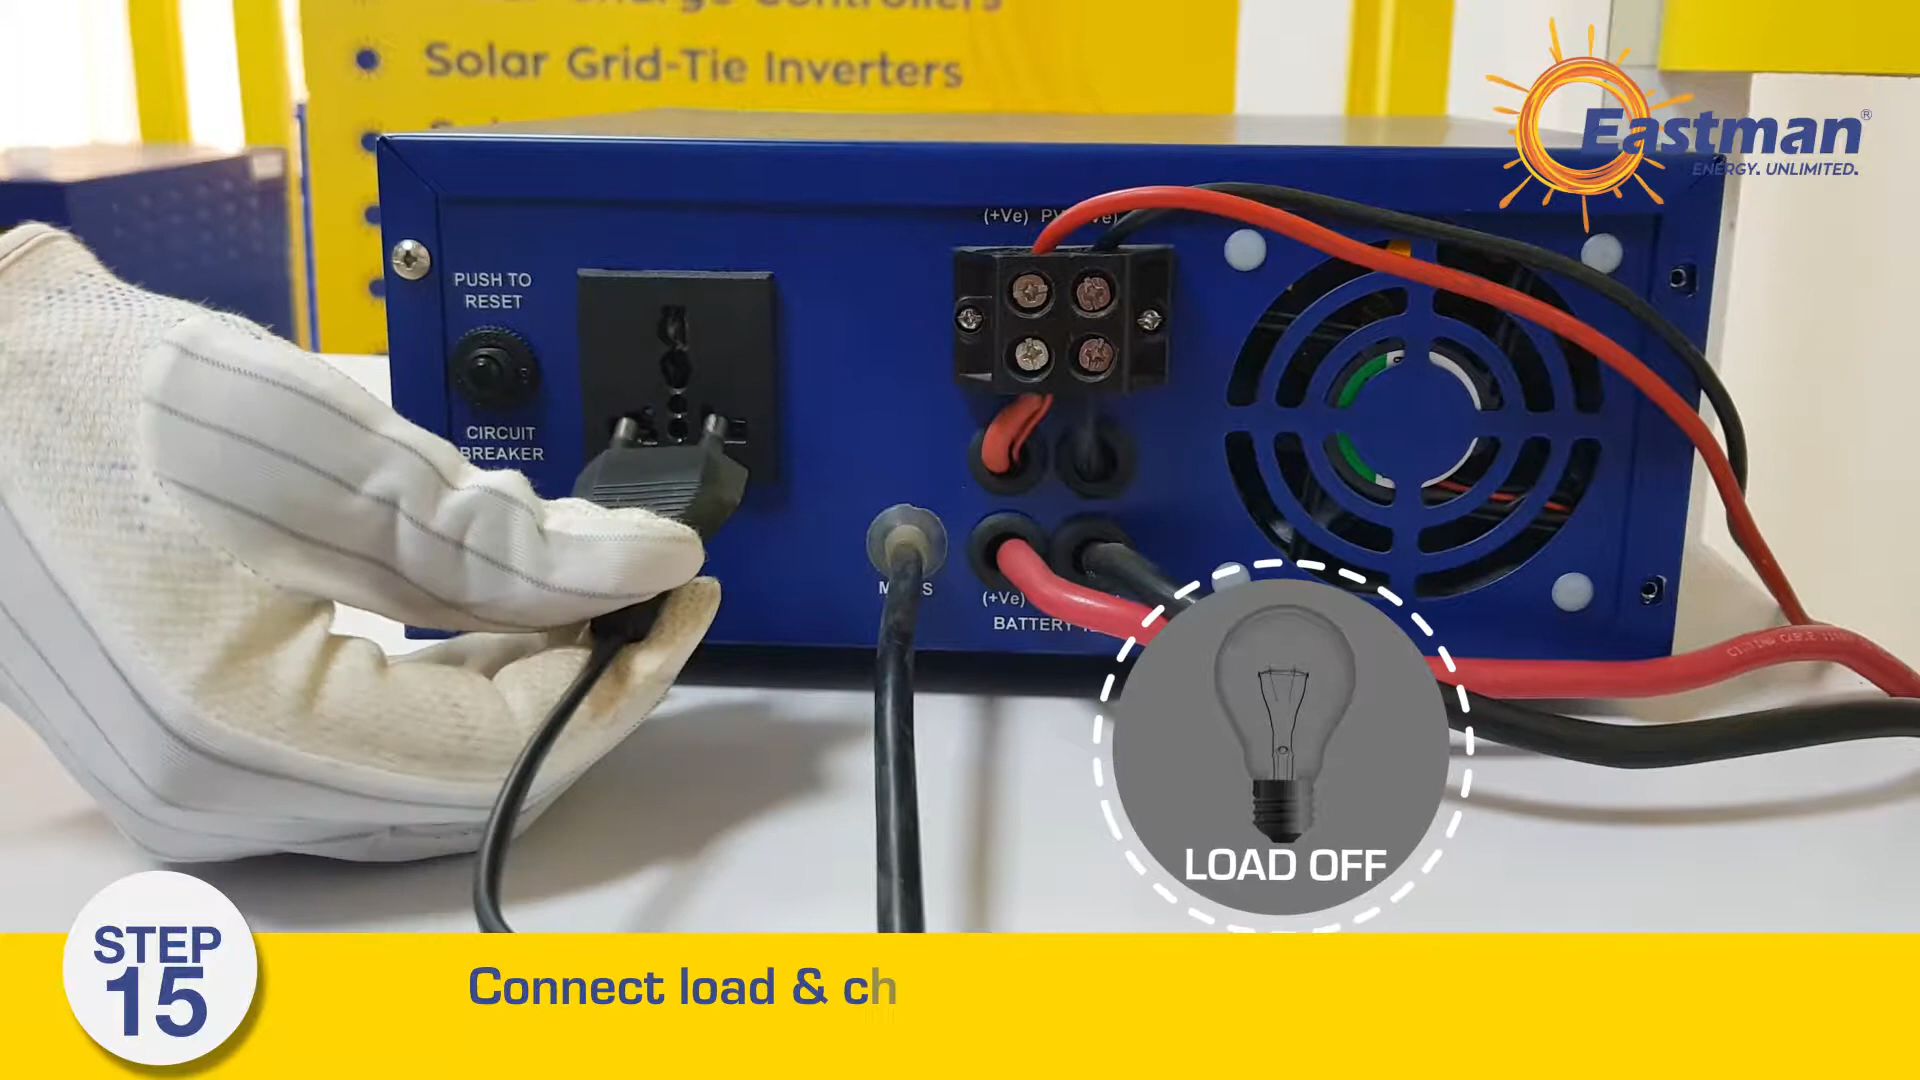 Controllers
Solar Grid-Tie Inverters
Eastman®
ENERGY. UNLIMITED.
(+Ve)
PUSH TO
RESET
CIRCUIT
BREAKER
(+Ve)
BATTERY
LOAD OFF
STEP
15
Connect load & ch